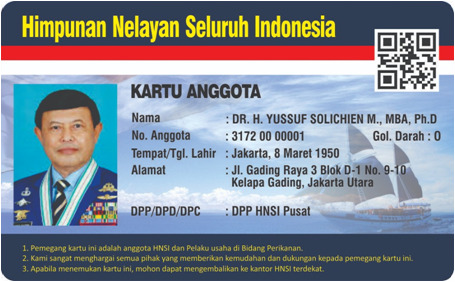 Himpunan Nelayan Seluruh Indonesia
KARTU ANGGOTA
Nama : DR. H. YUSSUF SOLICHIEN M., MBA, Ph.D
No. Anggota : 3172 00 00001 Gol. Darah : O
Tempat/Tgl. Lahir : Jakarta, 8 Maret 1950
Alamat : Jl. Gading Raya 3 Blok D-1 No. 9-10
Kelapa Gading, Jakarta Utara
DPP/DPD/DPC : DPP HNSI Pusat
1. Pemegang kartu ini adalah anggota HNSI dan Pelaku usaha di Bidang Perikanan.
2. Kami sangat menghargai semua pihak yang memberikan kemudahan dan dukungan kepada pemegang kartu ini.
3. Apabila menemukan kartu ini, mohon dapat mengembalikan ke kantor HNSI terdekat.